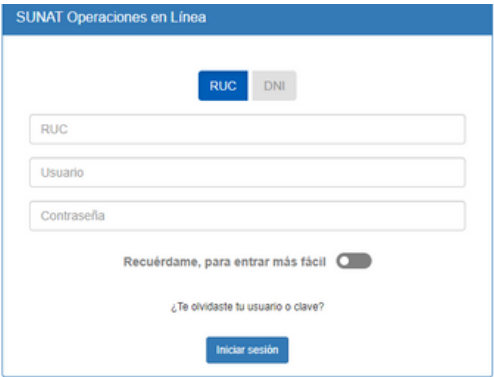 SUNAT Operaciones en Línea
RUC DNI
RUC
Usuario
Contraseña
Recuérdame, para entrar más fácil
¿Te olvidaste tu usuario o clave?
Iniciar sesión